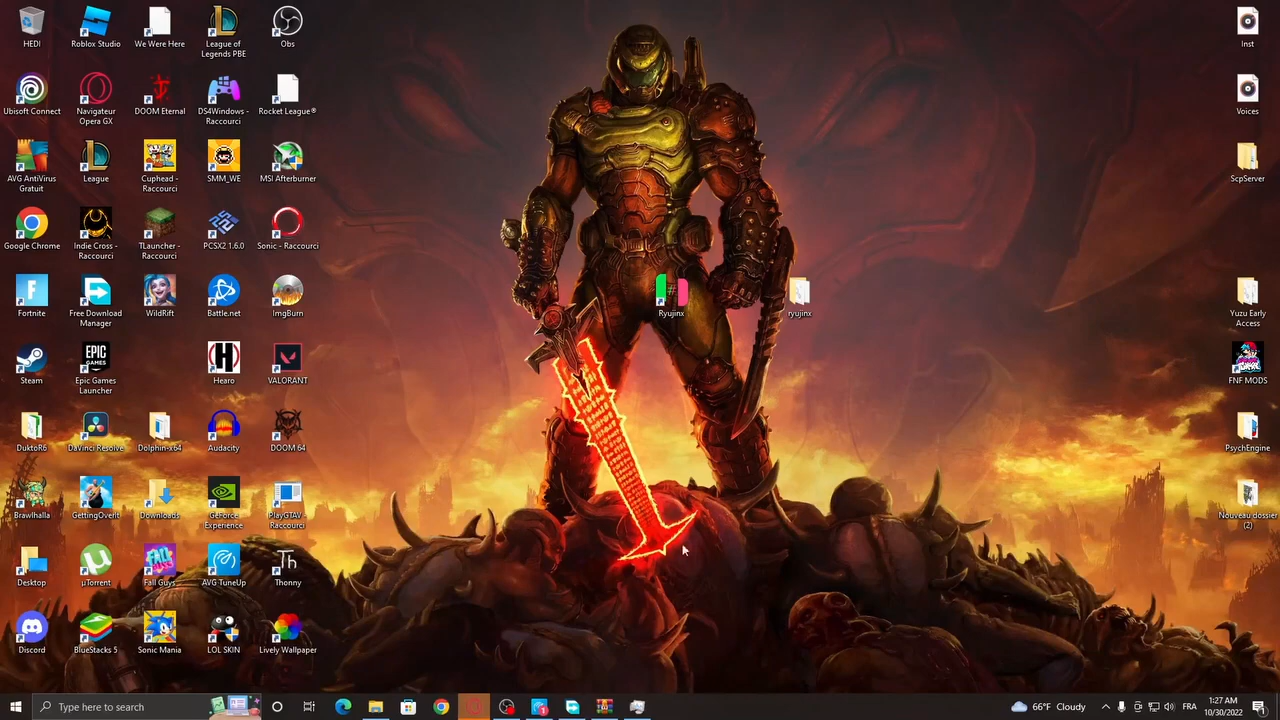 HEDI
Roblox Studio
We Were Here
League of
Legends PBE
Obs
Inst
Ubisoft Connect
Navigateur
Opera GX
DOOM Eternal
DS4Windows -
Raccourci
Rocket League®
Voices
AVG AntiVirus
Gratuit
League
Cuphead -
Raccourci
SMM_WE
MSI Afterburner
ScpServer
Google Chrome
Indie Cross -
Raccourci
TLauncher -
Raccourci
PCSX2 1.6.0
Sonic - Raccourci
Fortnite
Free Download
Manager
WildRift
Battle.net
ImgBurn
Ryujinx
ryujinx
Yuzu Early
Access
Steam
EPIC
GAMES
Epic Games
Launcher
Hearo
VALORANT
FNF MODS
DuktoR6
DaVinci Resolve
Dolphin-x64
Audacity
DOOM 64
PsychEngine
Brawlhalla
GettingOverIt
Downloads
GeForce
Experience
PlayGTAV -
Raccourci
Nouveau dossier
(2)
Desktop
µTorrent
FALL
GUYS
Fall Guys
AVG TuneUp
Th
Thonny
Discord
BlueStacks 5
Sonic Mania
LOL SKIN
Lively Wallpaper
Type here to search
66°F Cloudy
FR
1:27 AM
10/30/2022